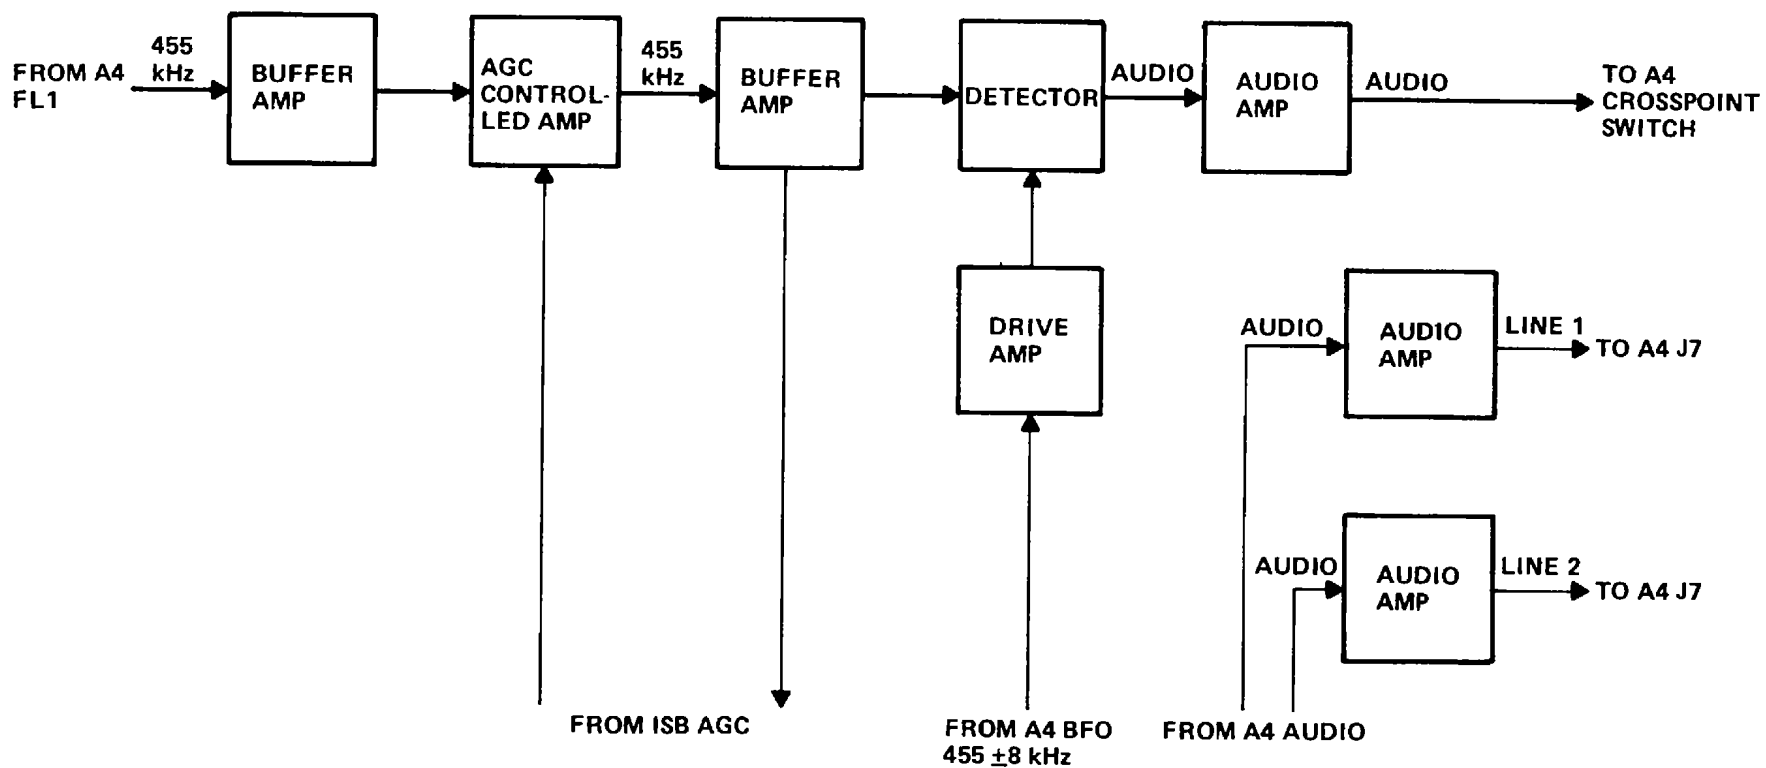 FROM A4
FL1
455
kHz
BUFFER
AMP
AGC
CONTROL-
LED AMP
455
kHz
BUFFER
AMP
DETECTOR
AUDIO
AUDIO
AMP
AUDIO
TO A4
CROSSPOINT
SWITCH
DRIVE
AMP
AUDIO
AUDIO
AMP
LINE 1
TO A4 J7
AUDIO
AUDIO
AMP
LINE 2
TO A4 J7
FROM ISB AGC
FROM A4 BFO
455 ±8 kHz
FROM A4 AUDIO